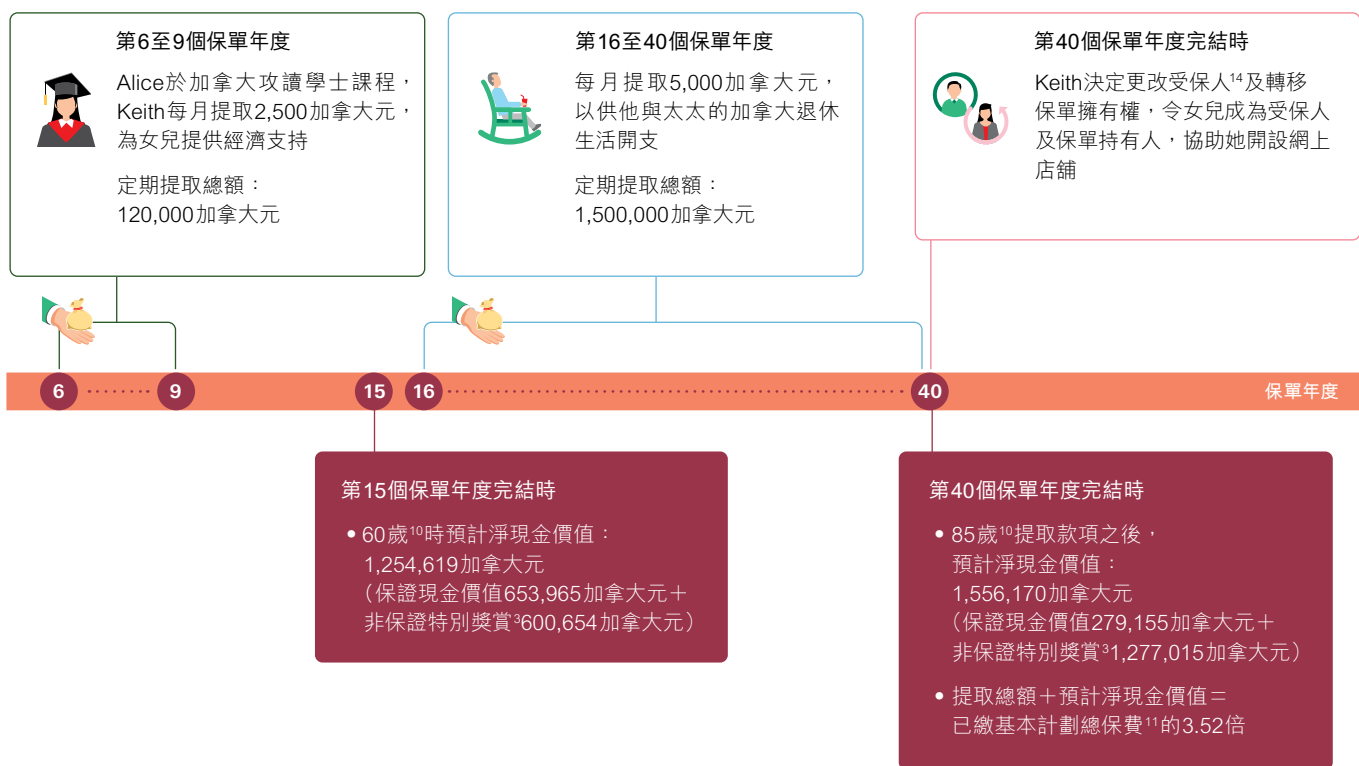 第6至9個保單年度
Alice於加拿大攻讀學士課程，
Keith每月提取2,500加拿大元，
為女兒提供經濟支持
定期提取總額：
120,000加拿大元
第16至40個保單年度
每月提取5,000加拿大元，
以供他與太太的加拿大退休
生活開支
定期提取總額：
1,500,000加拿大元
第40個保單年度完結時
Keith決定更改受保人¹⁴及轉移
保單擁有權，令女兒成為受保人
及保單持有人，協助她開設網上
店舖
6
9
15
16
40
保單年度
第15個保單年度完結時
• 60歲¹⁰時預計淨現金價值：
1,254,619加拿大元
（保證現金價值653,965加拿大元＋
非保證特別獎賞³600,654加拿大元）
第40個保單年度完結時
• 85歲¹⁰提取款項之後，
預計淨現金價值：
1,556,170加拿大元
（保證現金價值279,155加拿大元＋
非保證特別獎賞³1,277,015加拿大元）
• 提取總額＋預計淨現金價值＝
已繳基本計劃總保費¹¹的3.52倍